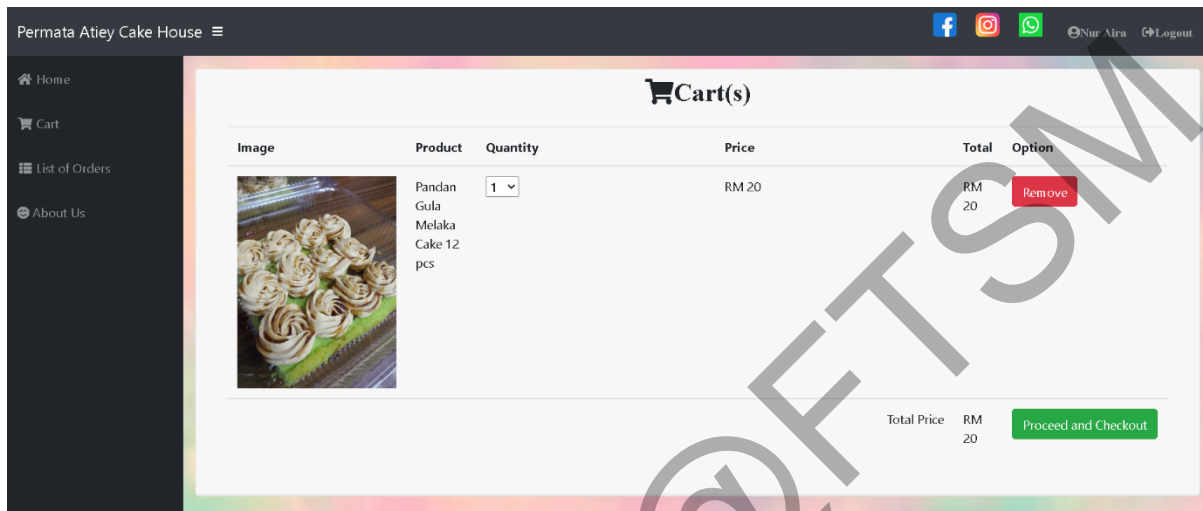 Permata Atiey Cake House
Nur Aira Logout
Home
Cart
List of Orders
About Us
Cart(s)
Image Product Quantity Price Total Option
Pandan Gula Melaka Cake 12 pcs
1
RM 20
RM 20
Remove
Total Price RM 20
Proceed and Checkout
@FTSM